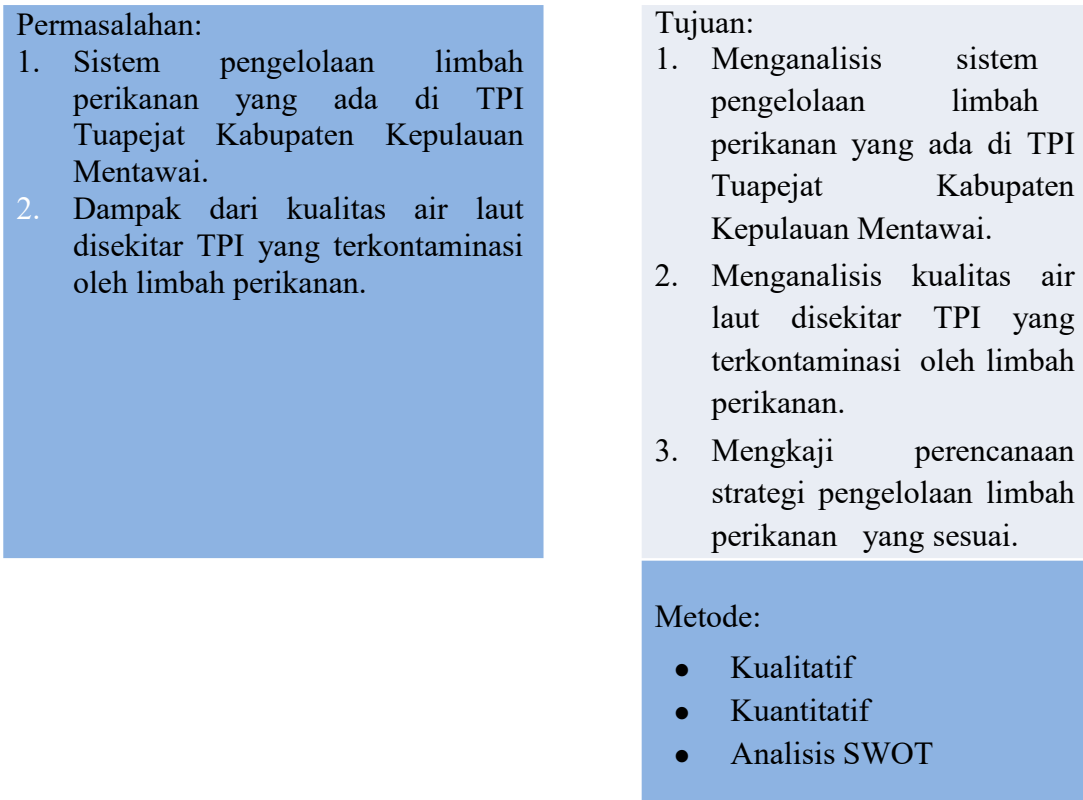 Permasalahan:
1. Sistem pengelolaan limbah
perikanan yang ada di TPI
Tuapejat Kabupaten Kepulauan
Mentawai.
2. Dampak dari kualitas air laut
disekitar TPI yang terkontaminasi
oleh limbah perikanan.
Tujuan:
1. Menganalisis sistem
pengelolaan limbah
perikanan yang ada di TPI
Tuapejat Kabupaten
Kepulauan Mentawai.
2. Menganalisis kualitas air
laut disekitar TPI yang
terkontaminasi oleh limbah
perikanan.
3. Mengkaji perencanaan
strategi pengelolaan limbah
perikanan yang sesuai.
Metode:
● Kualitatif
● Kuantitatif
● Analisis SWOT